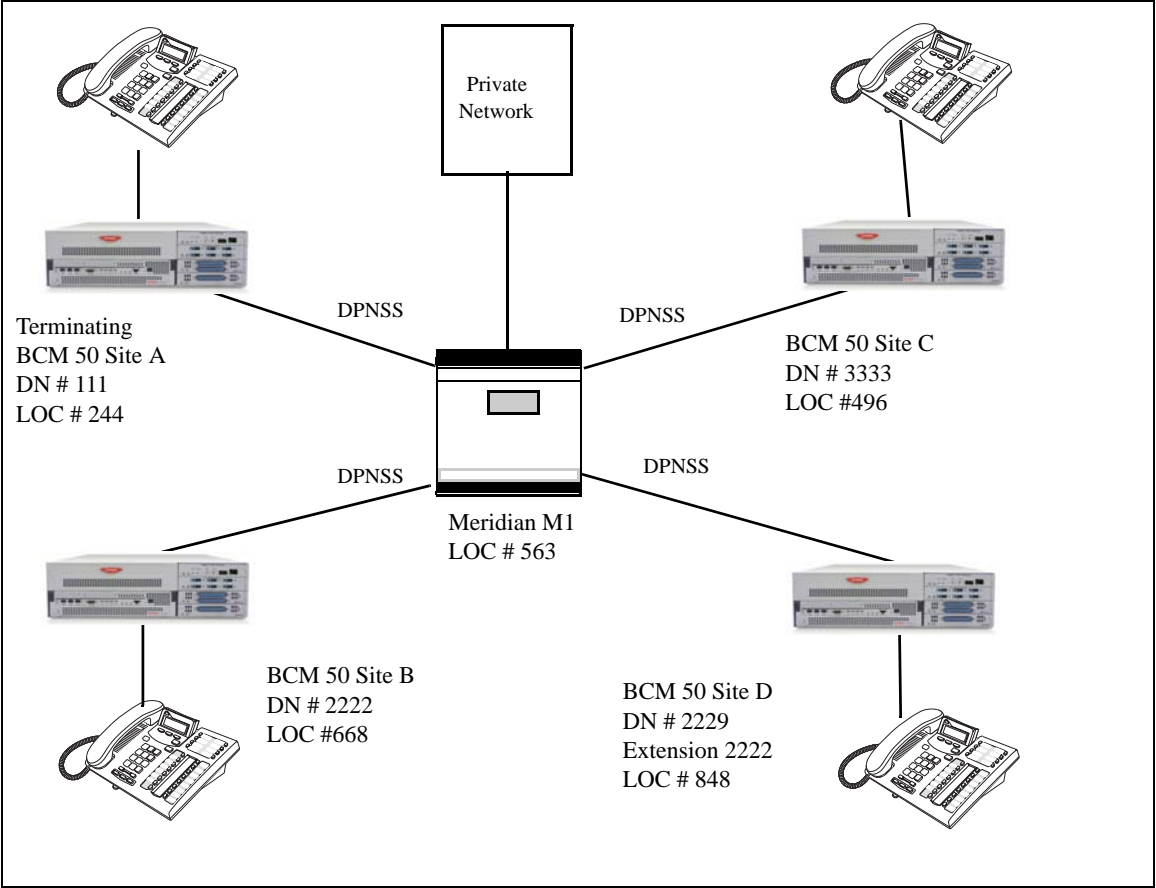 Private
Network
DPNSS
DPNSS
Terminating
BCM 50 Site A
DN # 111
LOC # 244
BCM 50 Site C
DN # 3333
LOC #496
DPNSS
DPNSS
Meridian M1
LOC # 563
BCM 50 Site B
DN # 2222
LOC #668
BCM 50 Site D
DN # 2229
Extension 2222
LOC # 848